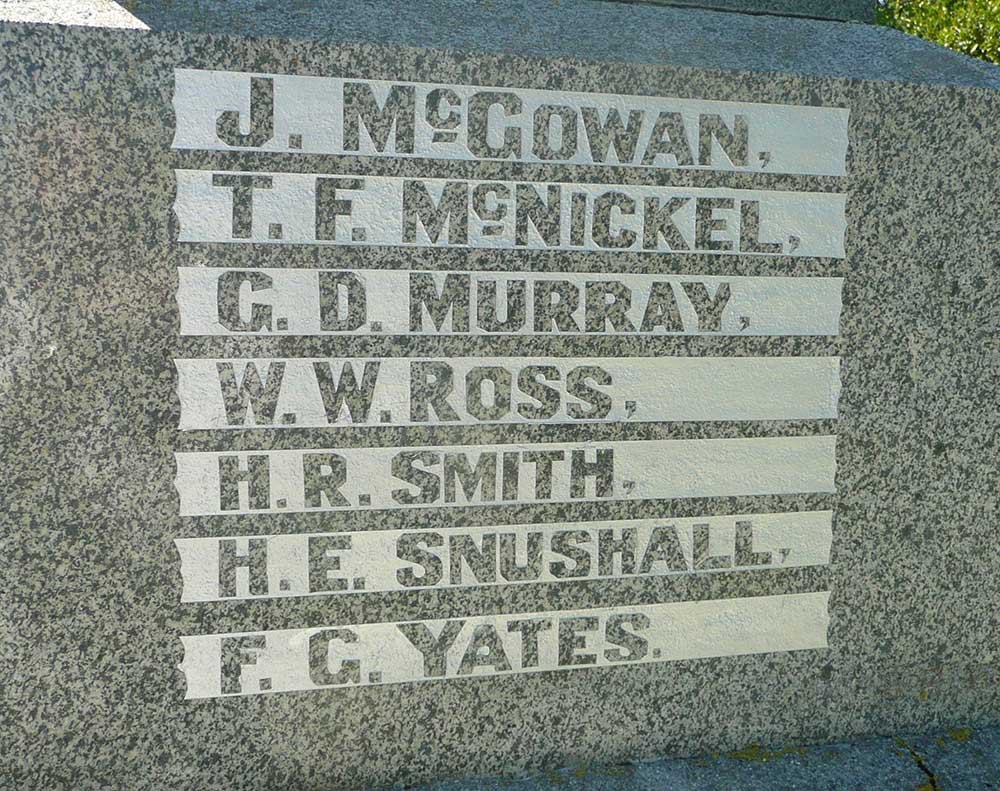 J. McGOWAN,
T. F. McNICKEL,
G. D. MURRAY,
W. W. ROSS,
H. R. SMITH,
H. E. SNUSHALL,
F. G. YATES.